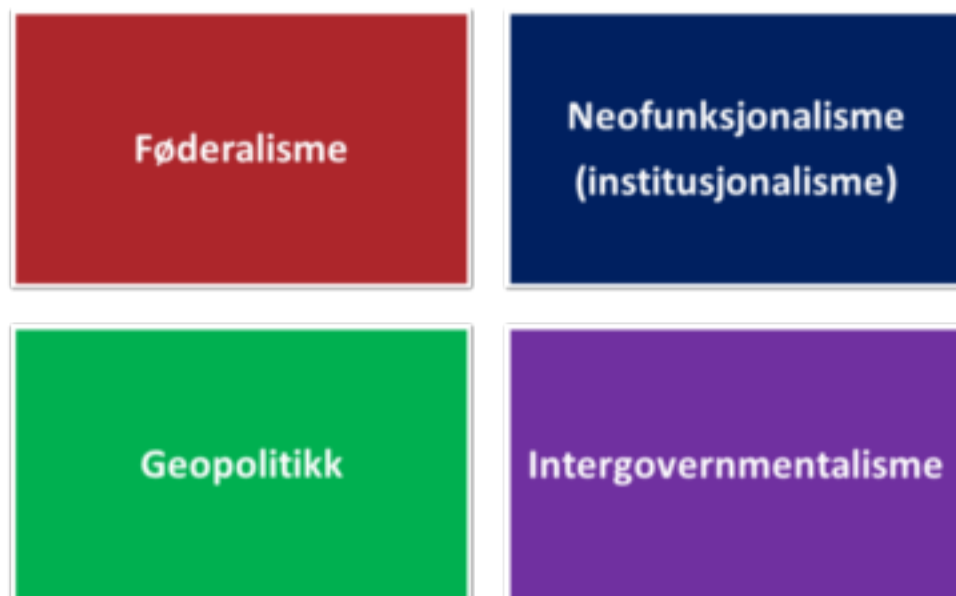 Føderalisme
Neofunksjonalisme
(institusjonalisme)
Geopolitikk
Intergovernmentalisme